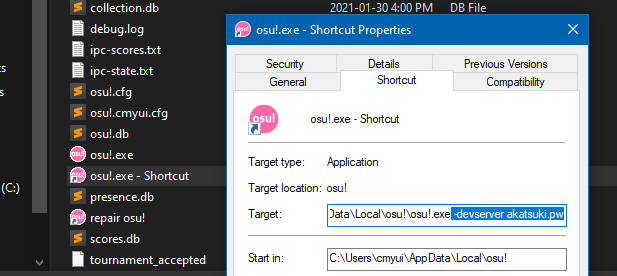 collection.db
2021-01-30 4:00 PM
DB File
debug.log
ipc-scores.txt
ipc-state.txt
osu!.cfg
osu!.cmyui.cfg
osu!.db
osu!.exe
osu!.exe - Shortcut
presence.db
repair osu!
scores.db
tournament_accepted
(C:)
osu! osu!.exe - Shortcut Properties
Security Details Previous Versions
General Shortcut Compatibility
osu! osu!.exe - Shortcut
Target type: Application
Target location: osu!
Target: Data\Local\osu!\osu!.exe -devserver akatsuki.pw
Start in: C:\Users\cmyui\AppData\Local\osu!